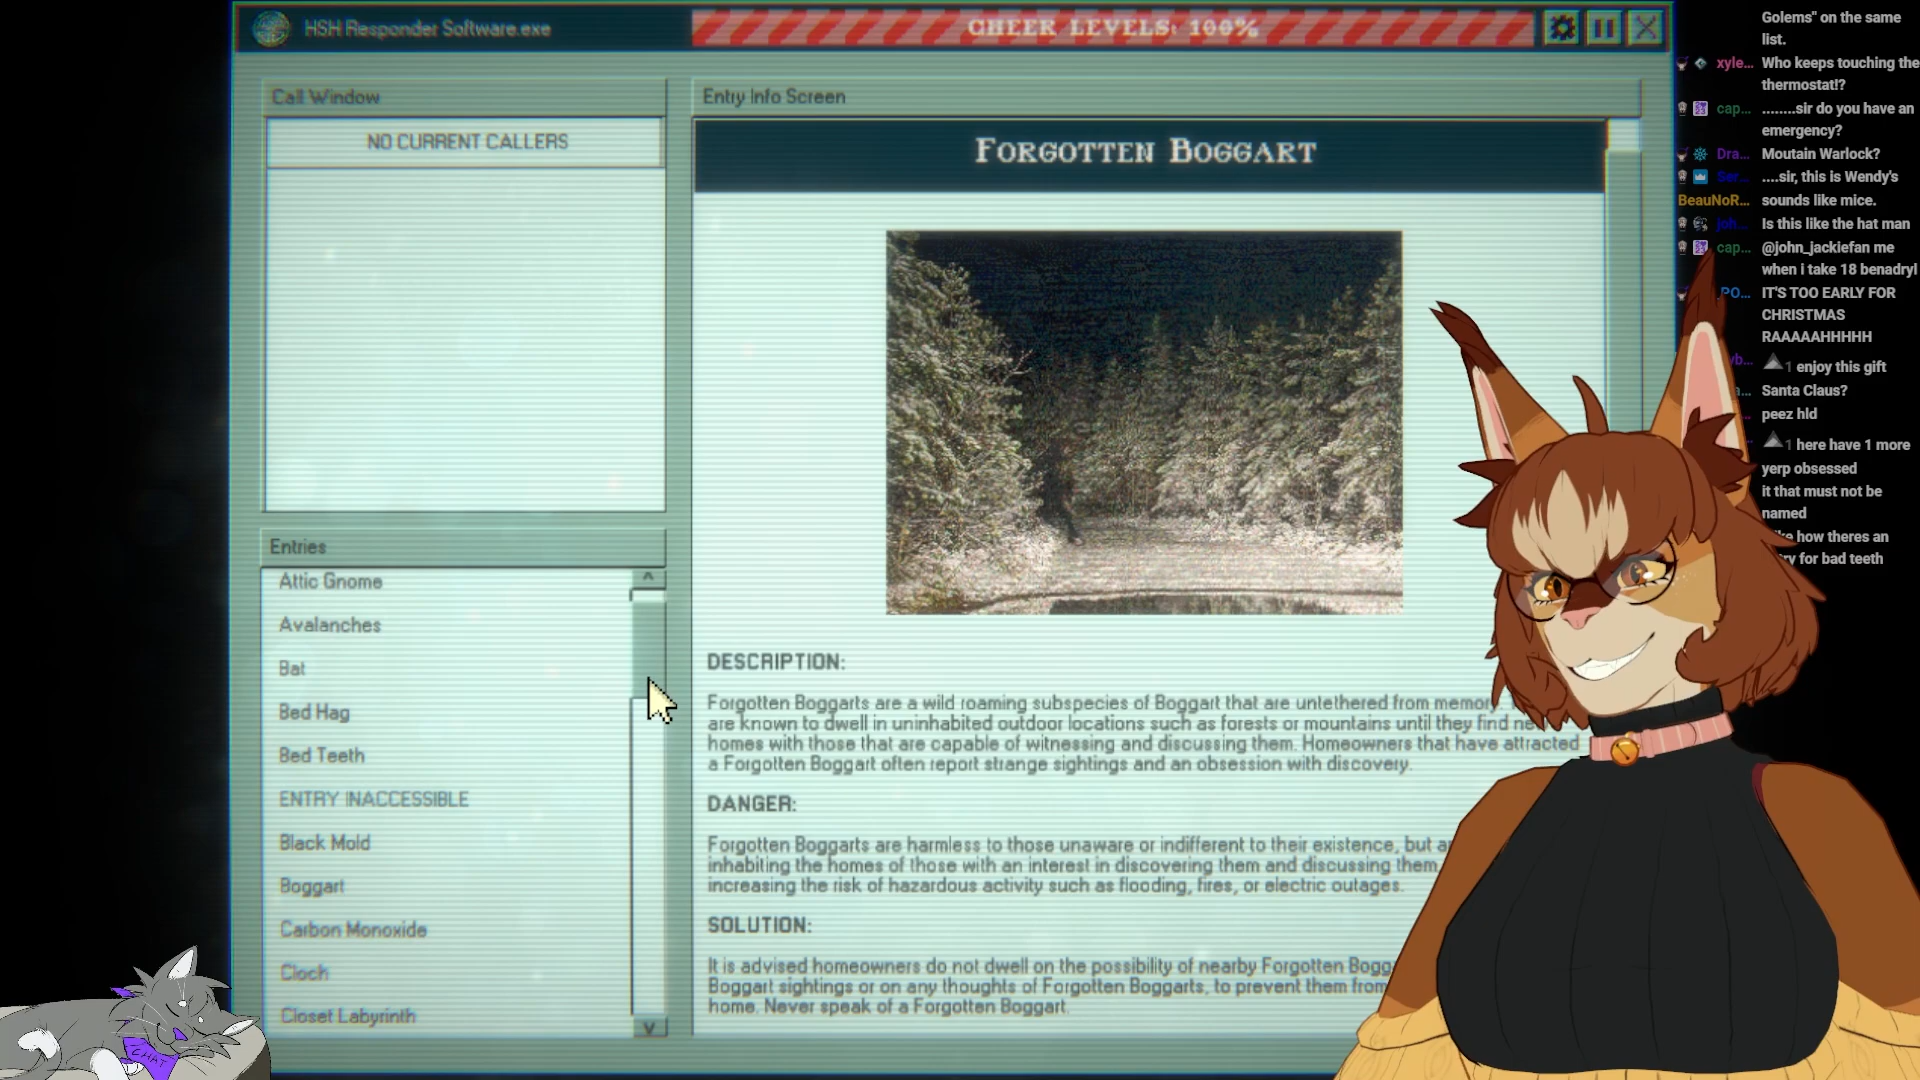 HSH Responder Software.exe
CHEER LEVELS: 100%
Call Window
NO CURRENT CALLERS
Entries
Attic Gnome
Avalanches
Bat
Bed Hag
Bed Teeth
ENTRY INACCESSIBLE
Black Mold
Boggart
Carbon Monoxide
Cloch
Closet Labyrinth
Entry Info Screen
FORGOTTEN BOGGART
DESCRIPTION:
Forgotten Boggarts are a wild roaming subspecies of Boggart that are untethered from memory.
are known to dwell in uninhabited outdoor locations such as forests or mountains until they find
homes with those that are capable of witnessing and discussing them. Homeowners that have attracted
a Forgotten Boggart often report strange sightings and an obsession with discovery.
DANGER:
Forgotten Boggarts are harmless to those unaware or indifferent to their existence, but
inhabiting the homes of those with an interest in discovering them and discussing them
increasing the risk of hazardous activity such as flooding, fires, or electric outages.
SOLUTION:
It is advised homeowners do not dwell on the possibility of nearby Forgotten
Boggart sightings or on any thoughts of Forgotten Boggarts, to prevent them from
home. Never speak of a Forgotten Boggart.
Golems" on the same
list.
xyle... Who keeps touching the
thermostat!?
cap... ........sir do you have an
emergency?
Dra... Moutain Warlock?
Ser... ....sir, this is Wendy's
BeauNoR... sounds like mice.
joh... Is this like the hat man
cap... @john_jackiefan me
when i take 18 benadryl
IT'S TOO EARLY FOR
CHRISTMAS
RAAAAAHHHHH
1 enjoy this gift
Santa Claus?
peez hld
1 here have 1 more
yerp obsessed
it that must not be
named
how theres an
for bad teeth
CHAT